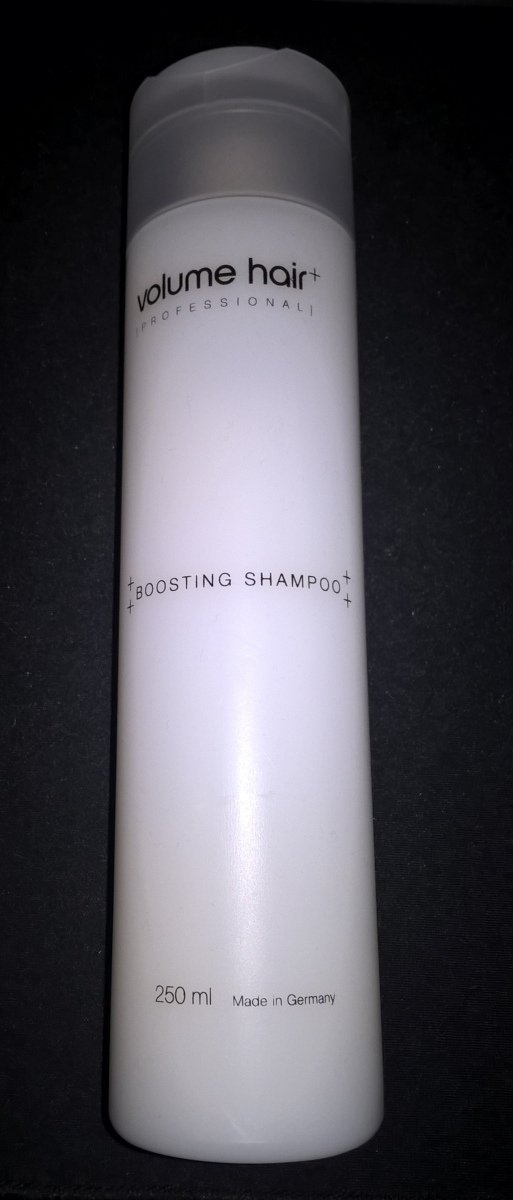 volume hair+
|PROFESSIONAL|
BOOSTING SHAMPOO
250 ml Made in Germany